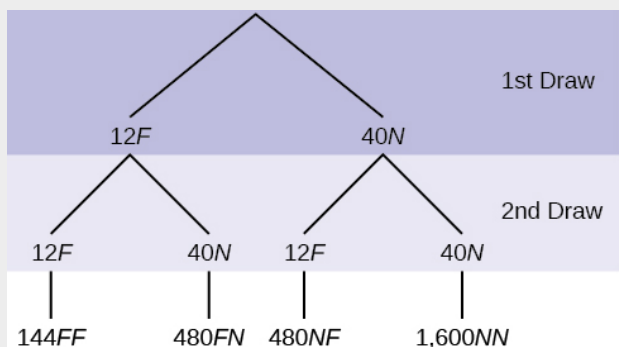 1st Draw
12F 40N
2nd Draw
12F 40N 12F 40N
144FF 480FN 480NF 1,600NN